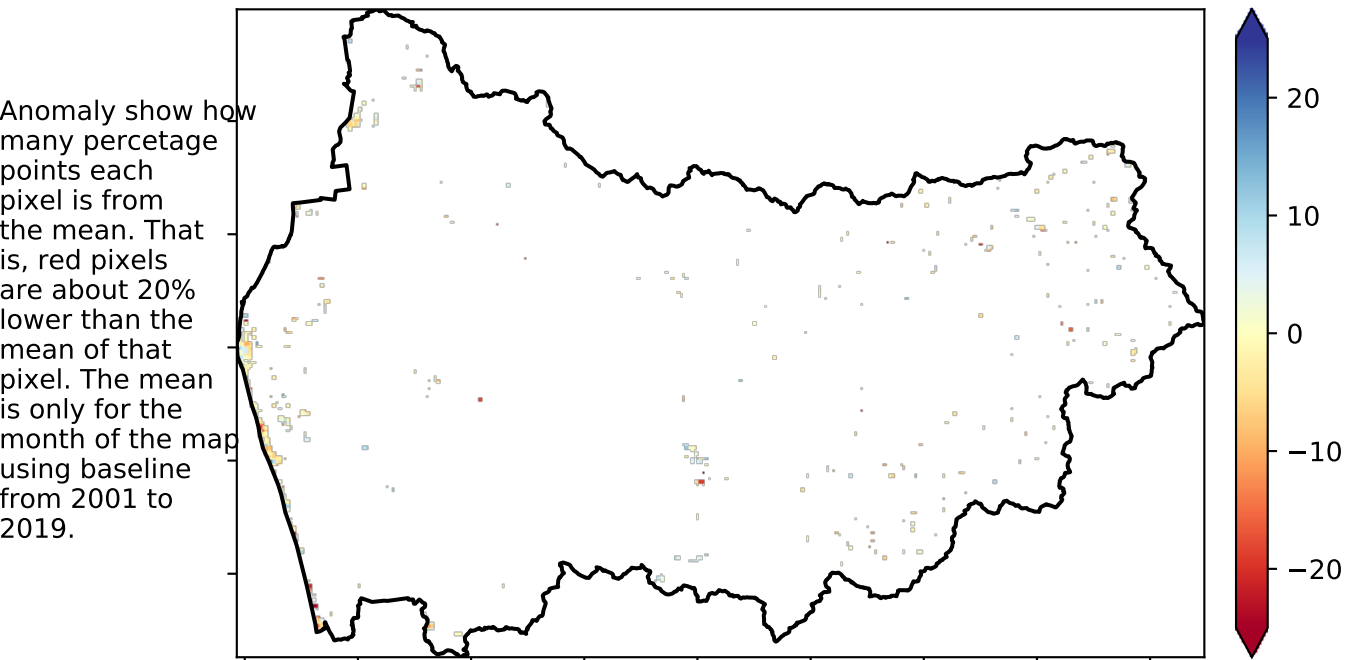 Anomaly show how
many percetage
points each
pixel is from
the mean. That
is, red pixels
are about 20%
lower than the
mean of that
pixel. The mean
is only for the
month of the map
using baseline
from 2001 to
2019.
20
10
0
−10
−20